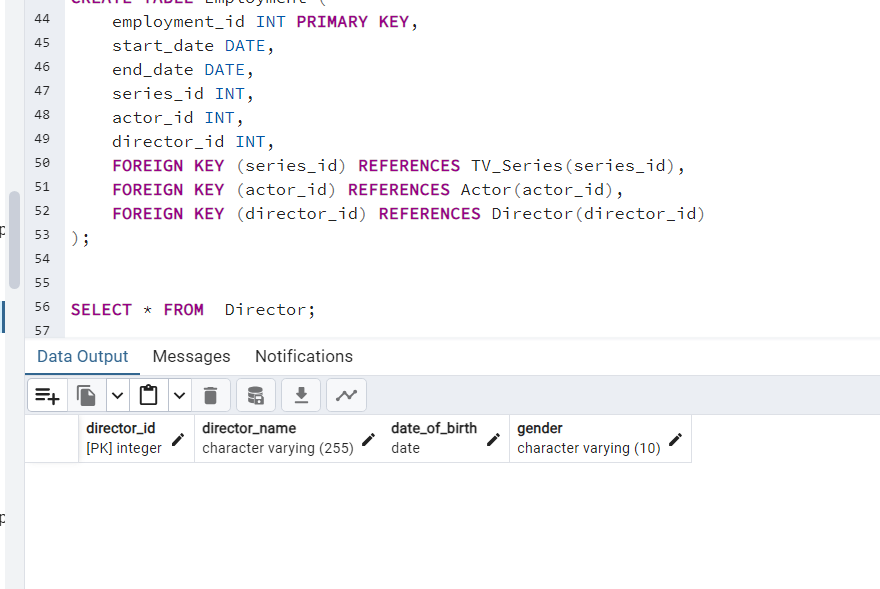 CREATE TABLE Employment (
44 employment_id INT PRIMARY KEY,
45 start_date DATE,
46 end_date DATE,
47 series_id INT,
48 actor_id INT,
49 director_id INT,
50 FOREIGN KEY (series_id) REFERENCES TV_Series(series_id),
51 FOREIGN KEY (actor_id) REFERENCES Actor(actor_id),
52 FOREIGN KEY (director_id) REFERENCES Director(director_id)
53 );
54
55
56 SELECT * FROM  Director;
57
Data Output Messages Notifications
director_id director_name date_of_birth gender
[PK] integer character varying (255) date character varying (10)